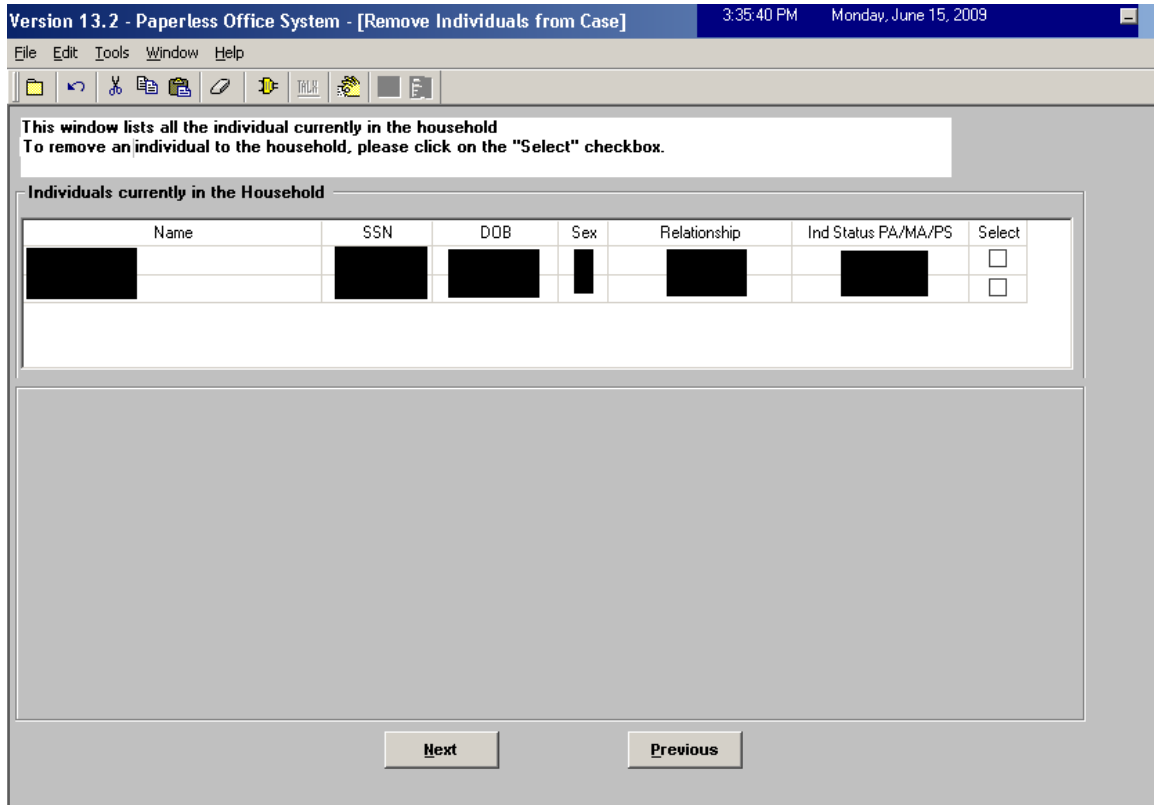 Version 13.2 - Paperless Office System - [Remove Individuals from Case] 3:35:40 PM Monday, June 15, 2009
File Edit Tools Window Help
TALX
This window lists all the individual currently in the household
To remove an individual to the household, please click on the "Select" checkbox.
Individuals currently in the Household
Name SSN DOB Sex Relationship Ind Status PA/MA/PS Select
Next Previous